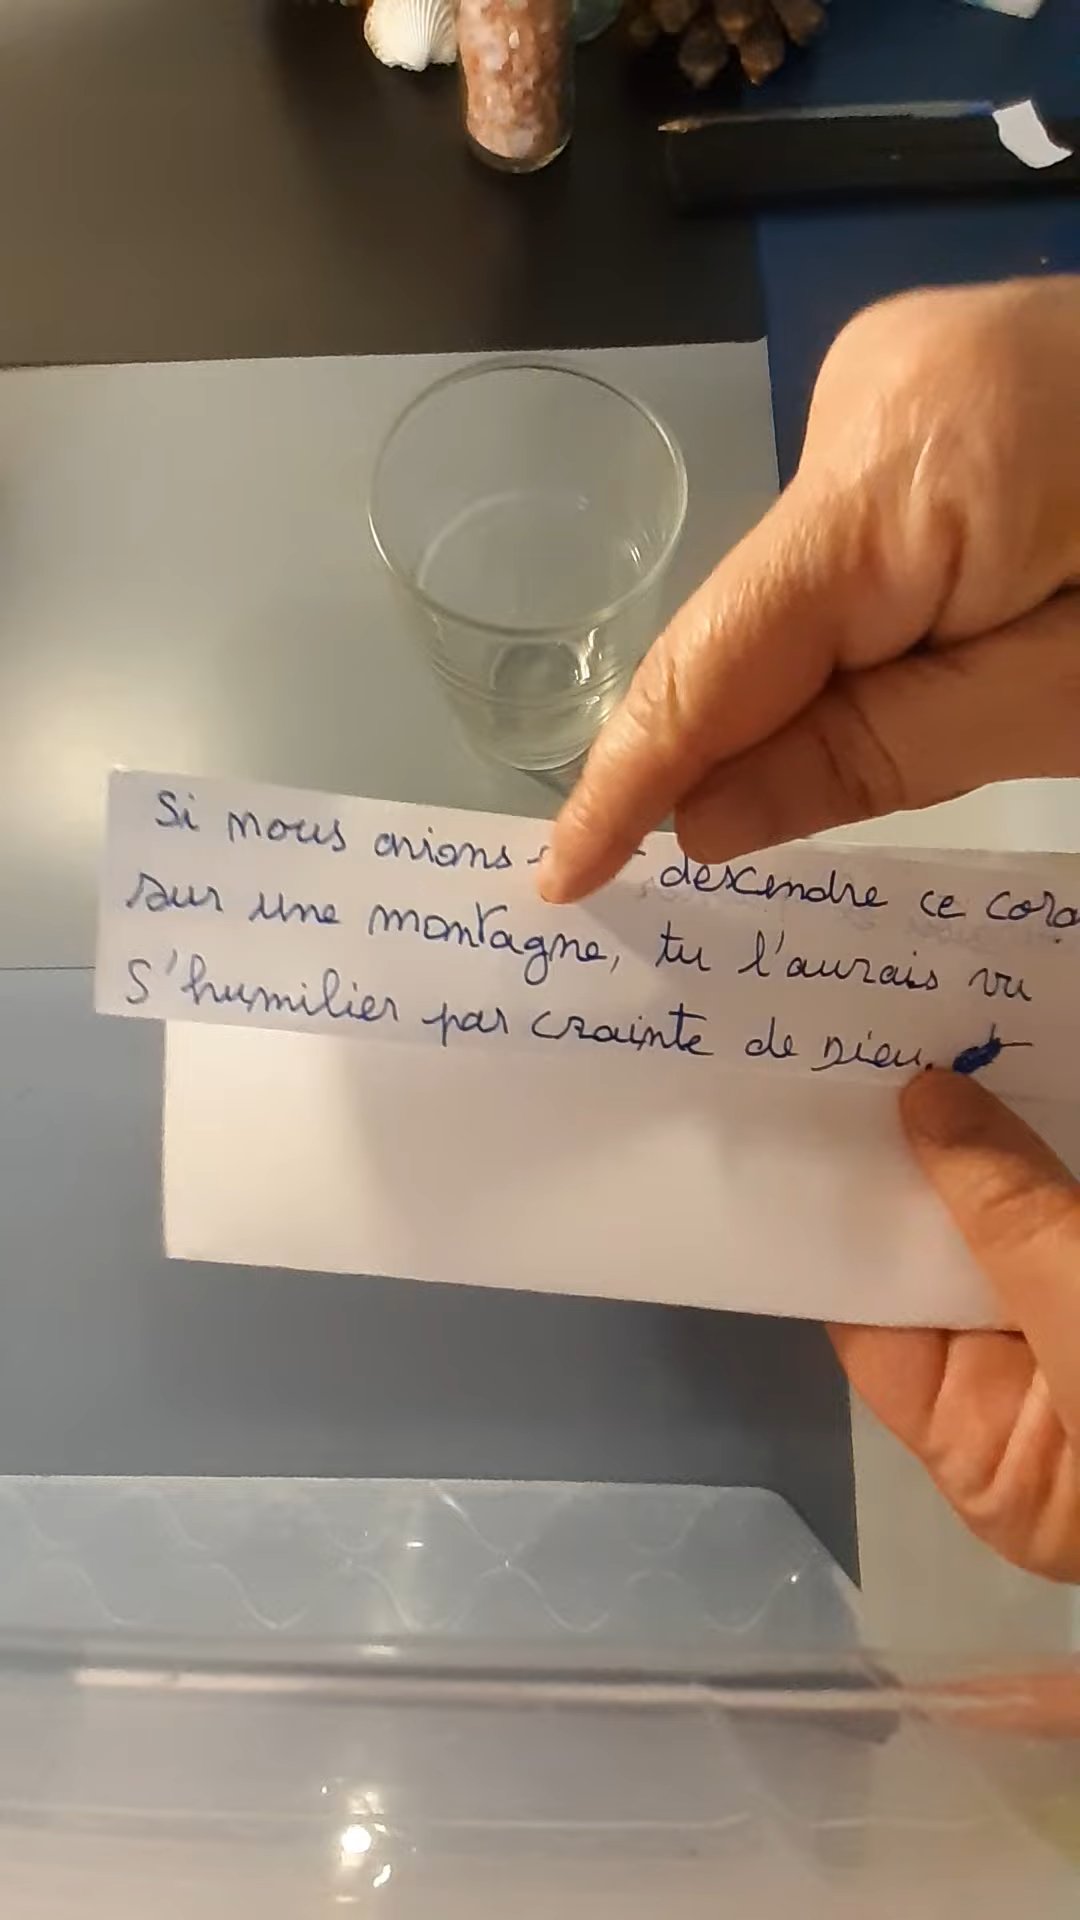 Si nous avions descendre ce
sur une montagne, tu l'aurais vu
S'humilier par crainte de Dieu.